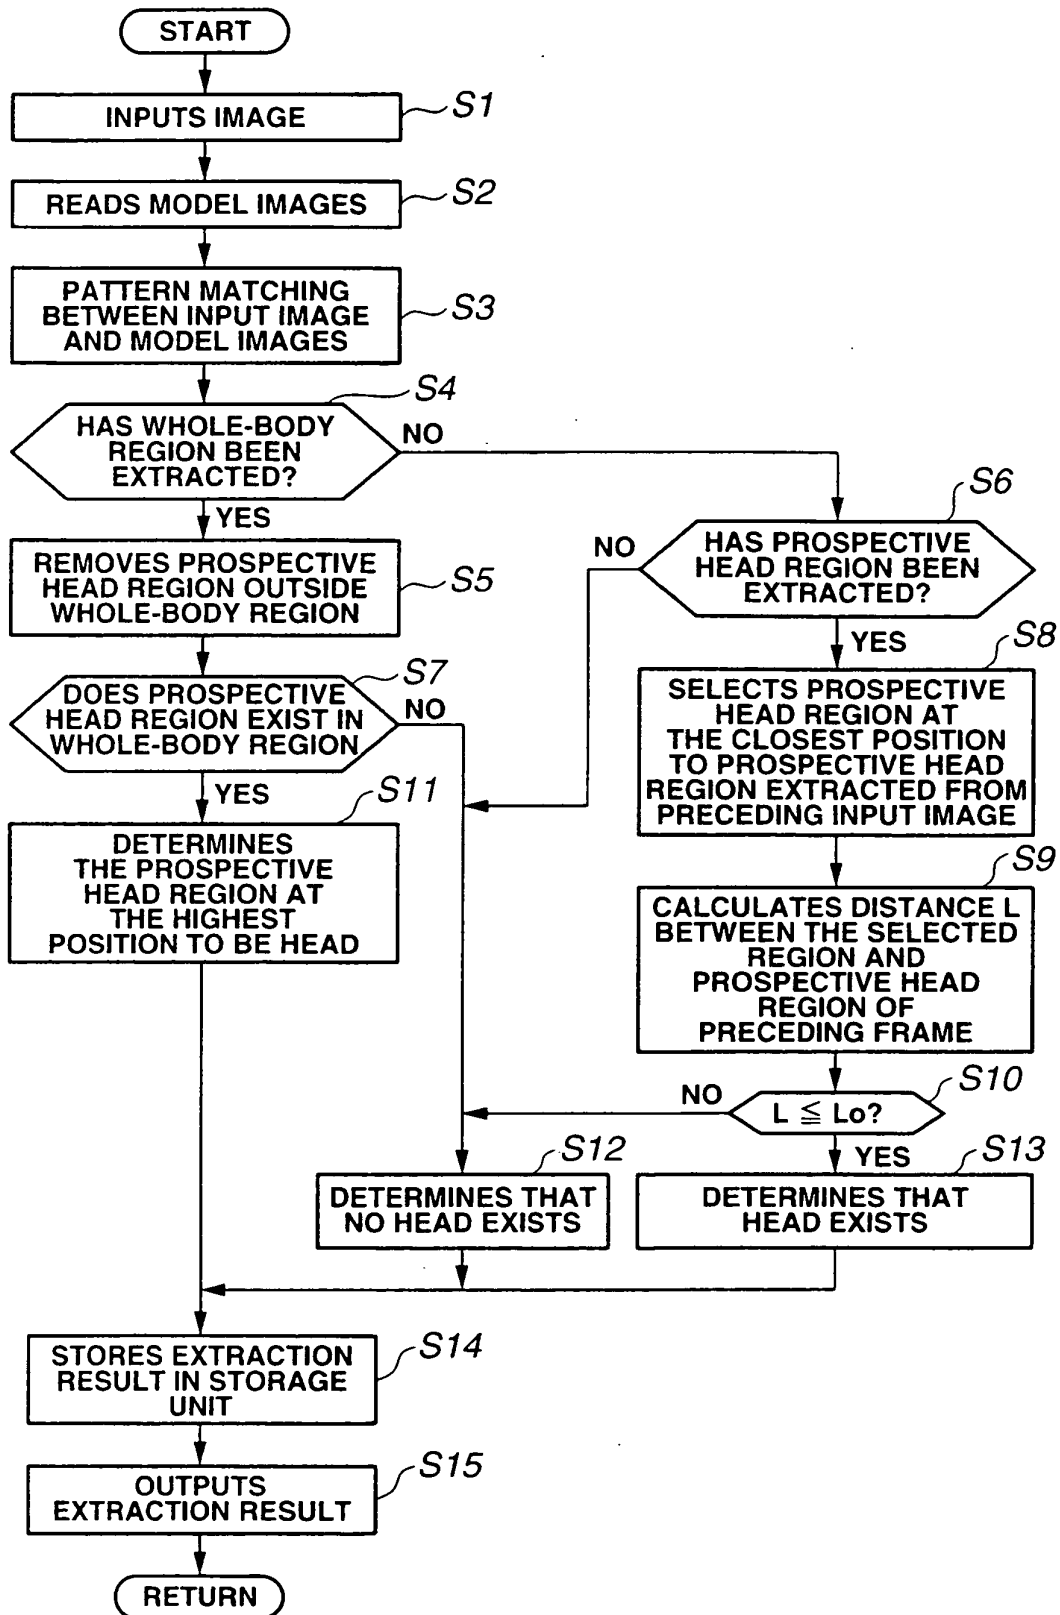 START
INPUTS IMAGE
S1
READS MODEL IMAGES
S2
PATTERN MATCHING
BETWEEN INPUT IMAGE
AND MODEL IMAGES
S3
S4
HAS WHOLE-BODY
REGION BEEN
EXTRACTED?
NO
YES
REMOVES PROSPECTIVE
HEAD REGION OUTSIDE
WHOLE-BODY REGION
S5
S6
HAS PROSPECTIVE
HEAD REGION BEEN
EXTRACTED?
NO
YES
S7
DOES PROSPECTIVE
HEAD REGION EXIST IN
WHOLE-BODY REGION
NO
YES
S8
SELECTS PROSPECTIVE
HEAD REGION AT
THE CLOSEST POSITION
TO PROSPECTIVE HEAD
REGION EXTRACTED FROM
PRECEDING INPUT IMAGE
S11
DETERMINES
THE PROSPECTIVE
HEAD REGION AT
THE HIGHEST
POSITION TO BE HEAD
S9
CALCULATES DISTANCE L
BETWEEN THE SELECTED
REGION AND
PROSPECTIVE HEAD
REGION OF
PRECEDING FRAME
S10
L ≦ Lo?
NO
YES
S12
DETERMINES THAT
NO HEAD EXISTS
S13
DETERMINES THAT
HEAD EXISTS
STORES EXTRACTION
RESULT IN STORAGE
UNIT
S14
OUTPUTS
EXTRACTION RESULT
S15
RETURN